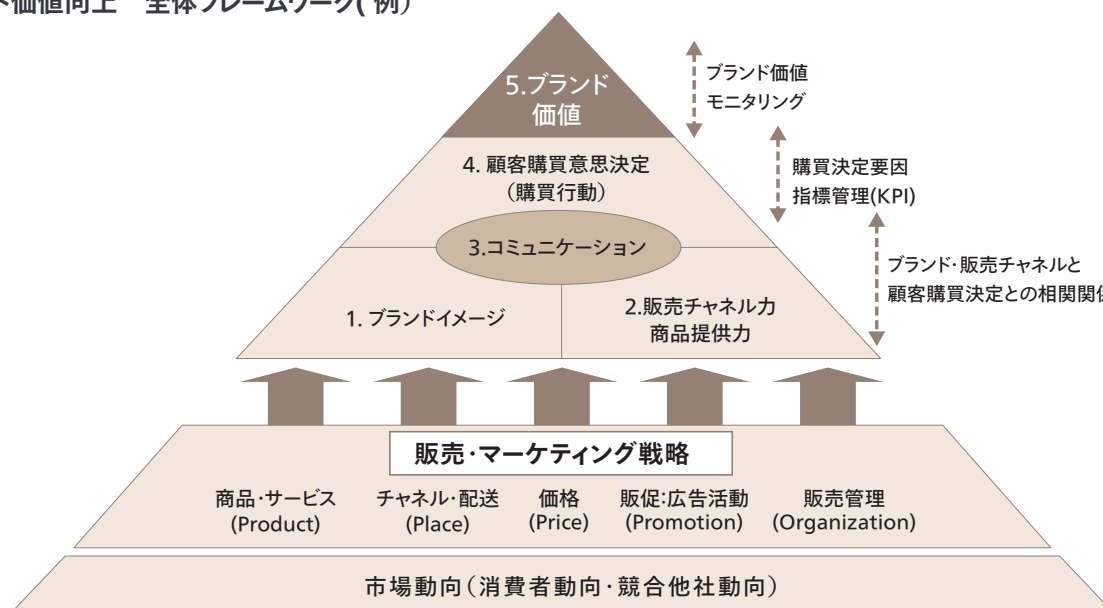 ド価値向上 全体フレームワーク(例)
5.ブランド
価値
ブランド価値
モニタリング
4. 顧客購買意思決定
(購買行動)
購買決定要因
指標管理(KPI)
3.コミュニケーション
ブランド・販売チャネルと
顧客購買決定との相関関係
1. ブランドイメージ
2.販売チャネル力
商品提供力
販売・マーケティング戦略
商品・サービス
(Product)
チャネル・配送
(Place)
価格
(Price)
販促:広告活動
(Promotion)
販売管理
(Organization)
市場動向(消費者動向・競合他社動向)